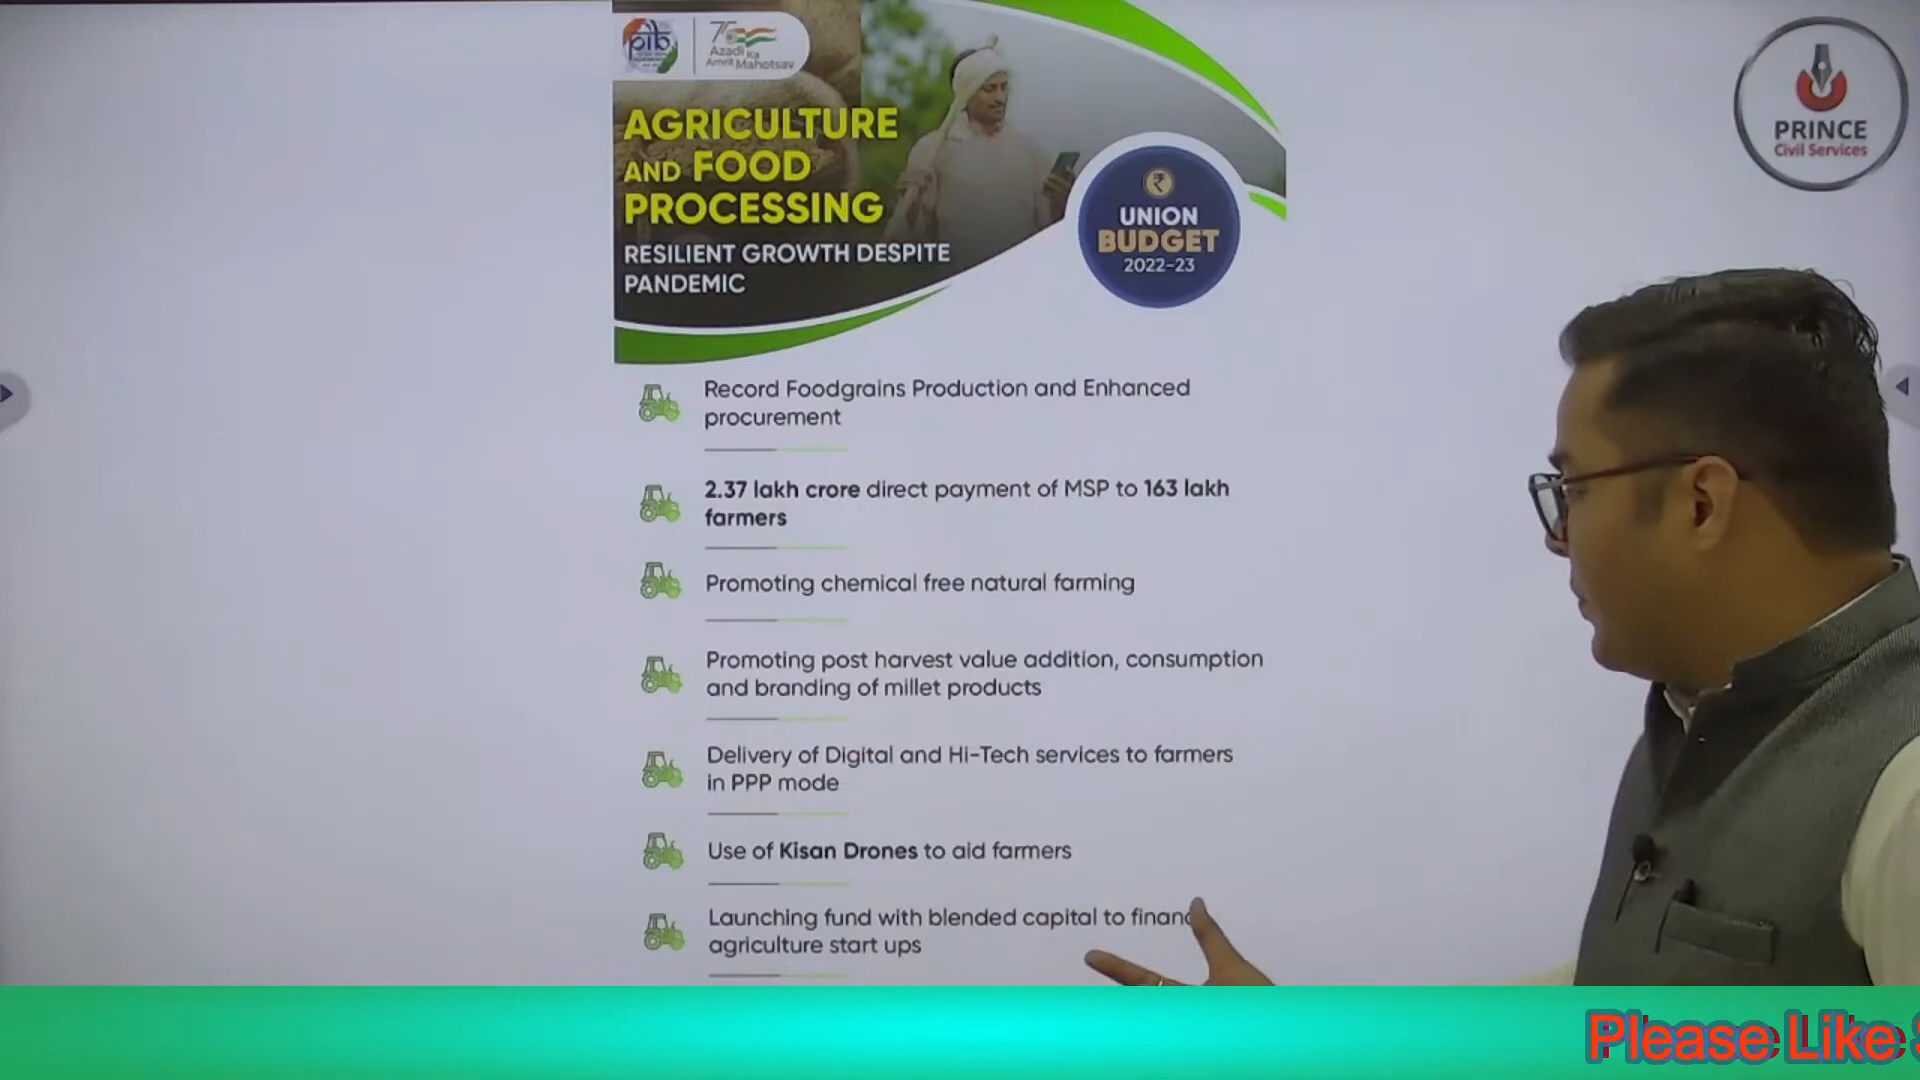 pib
75
Azadi Ka
Amrit Mahotsav
PRINCE
Civil Services
AGRICULTURE
AND FOOD
PROCESSING
RESILIENT GROWTH DESPITE
PANDEMIC
₹
UNION
BUDGET
2022-23
Record Foodgrains Production and Enhanced
procurement
2.37 lakh crore direct payment of MSP to 163 lakh
farmers
Promoting chemical free natural farming
Promoting post harvest value addition, consumption
and branding of millet products
Delivery of Digital and Hi-Tech services to farmers
in PPP mode
Use of Kisan Drones to aid farmers
Launching fund with blended capital to financ
agriculture start ups
Please Like S